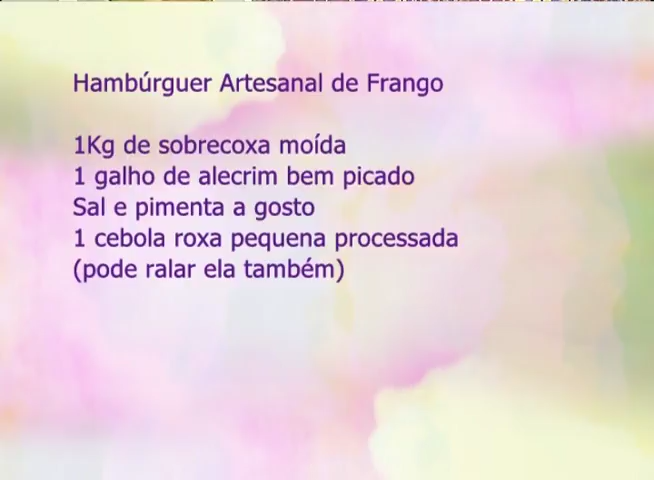 Hambúrguer Artesanal de Frango
1Kg de sobrecoxa moída
1 galho de alecrim bem picado
Sal e pimenta a gosto
1 cebola roxa pequena processada
(pode ralar ela também)